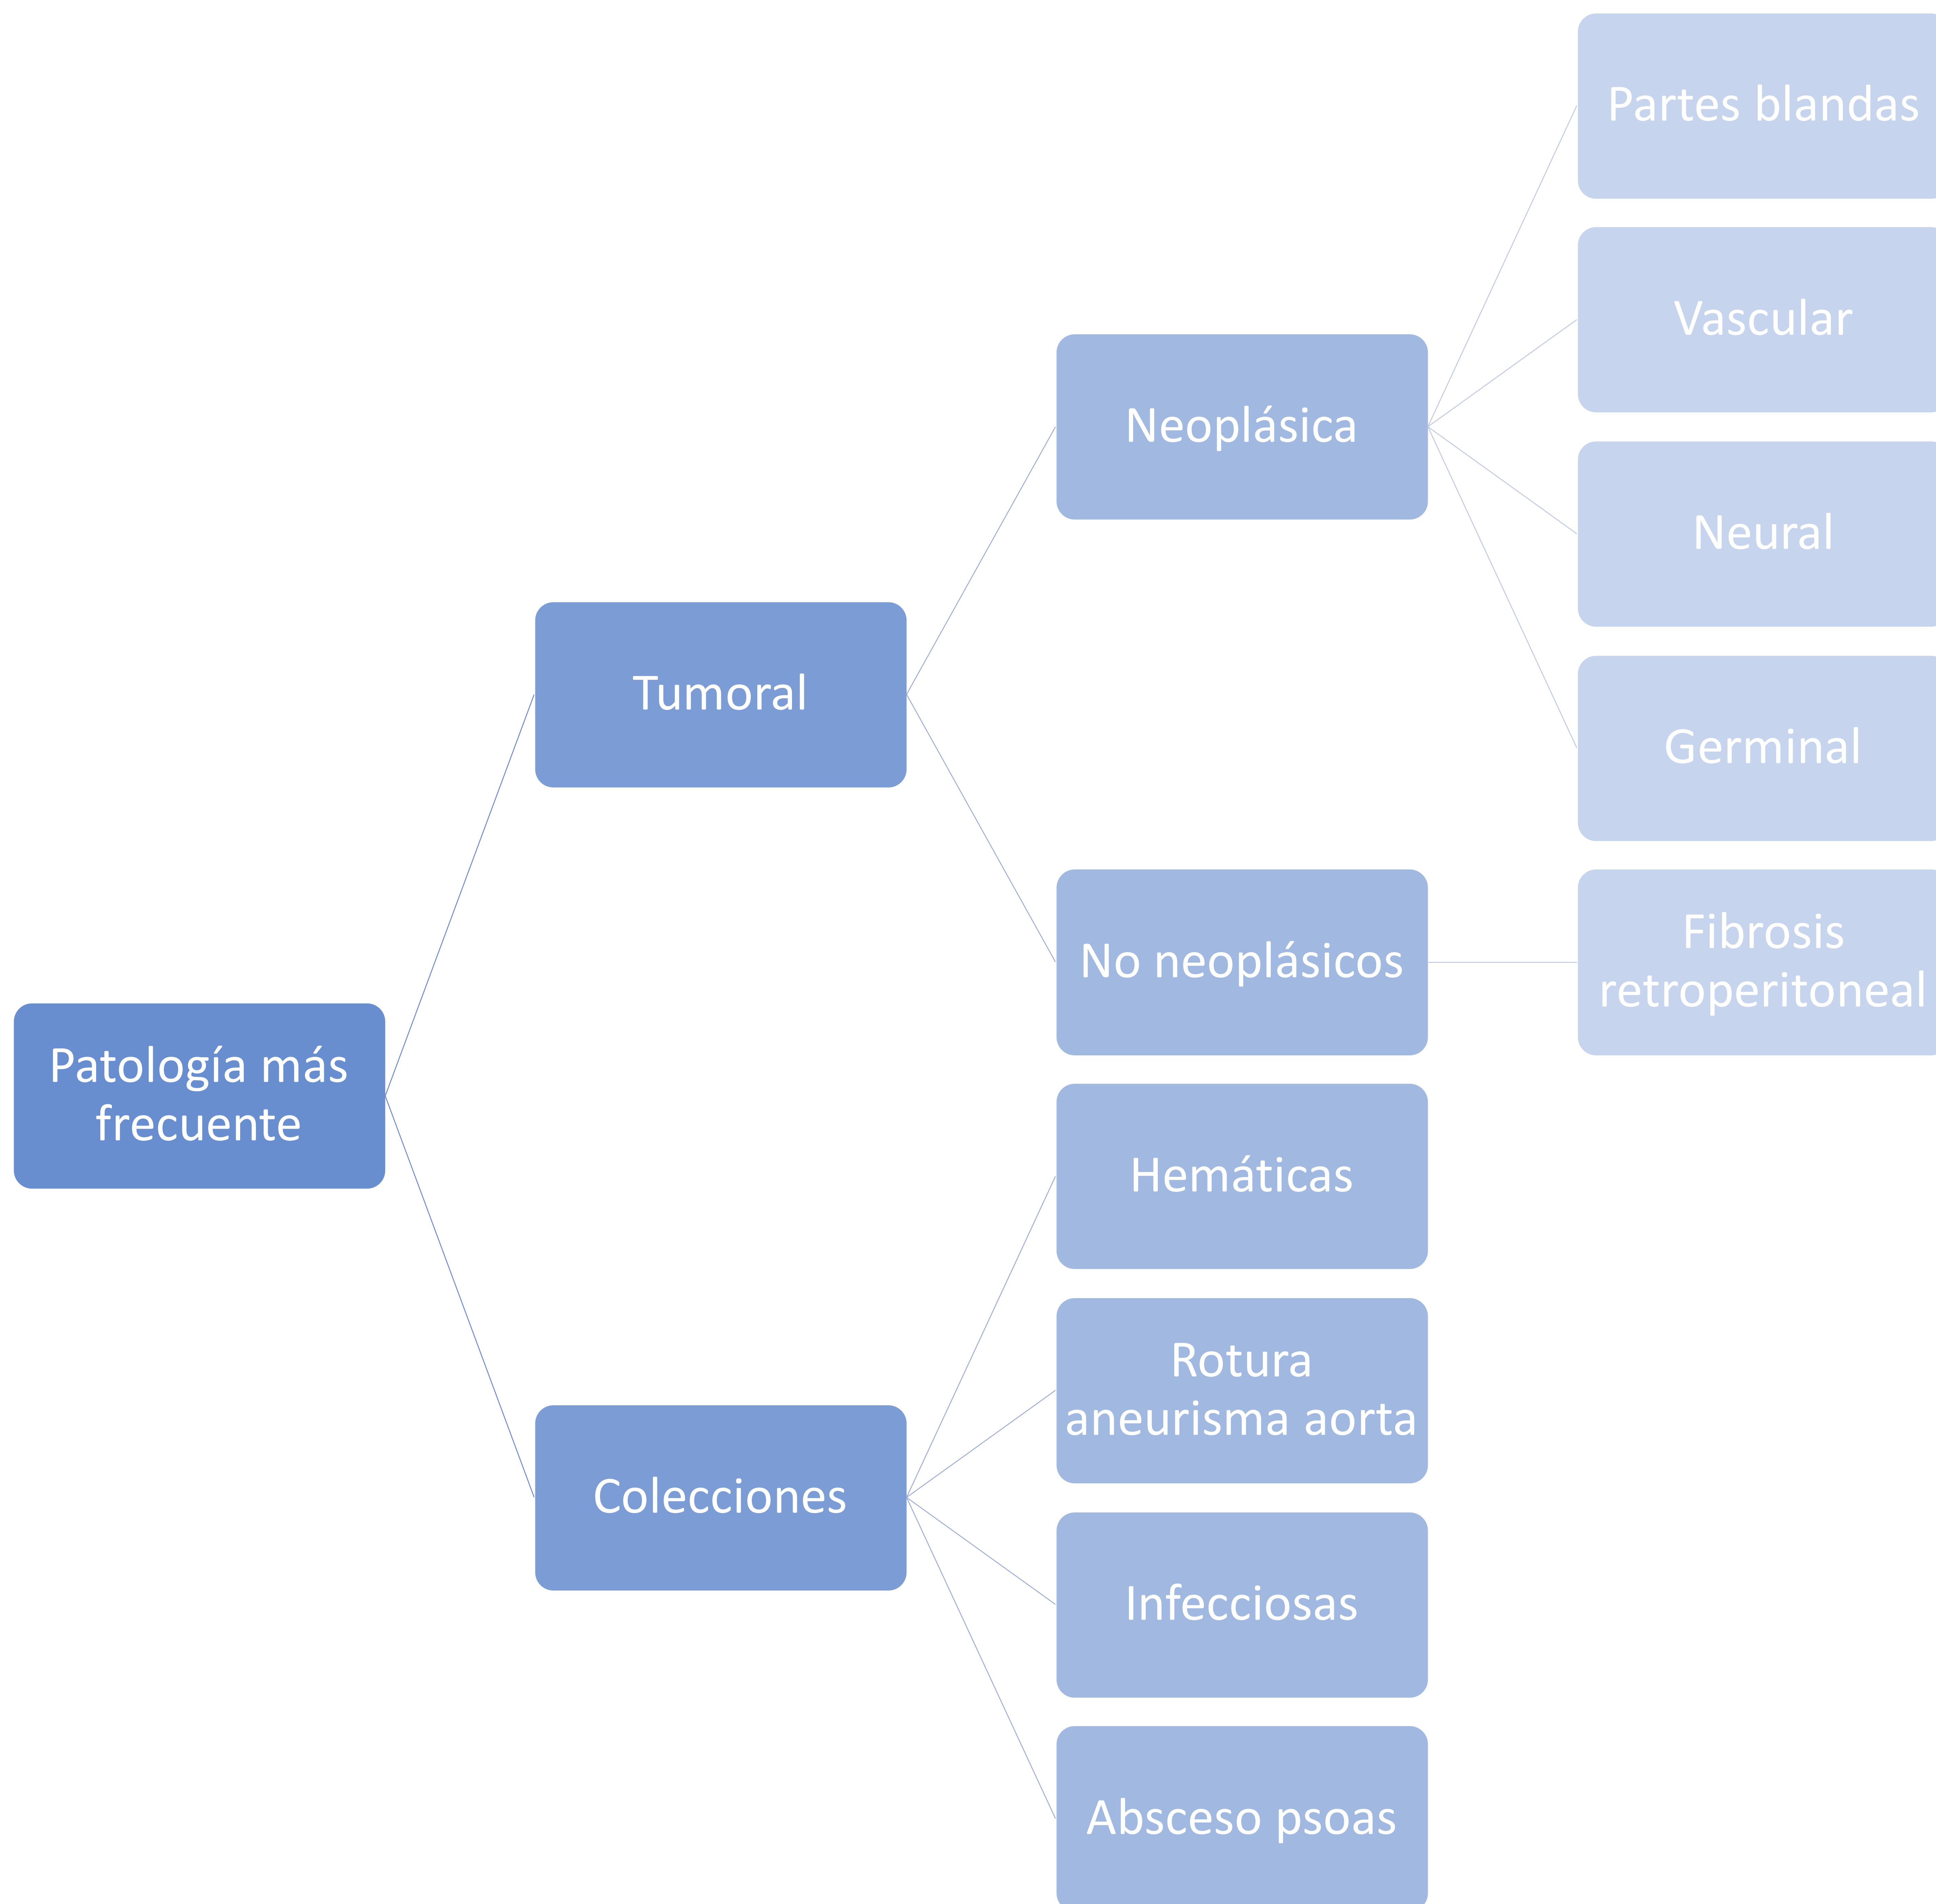 Partes blandas
Vascular
Neoplásica
Neural
Tumoral
Germinal
No neoplásicos
Fibrosis
retroperitoneal
Patología más
frecuente
Hemáticas
Rotura
aneurisma aorta
Colecciones
Infecciosas
Absceso psoas